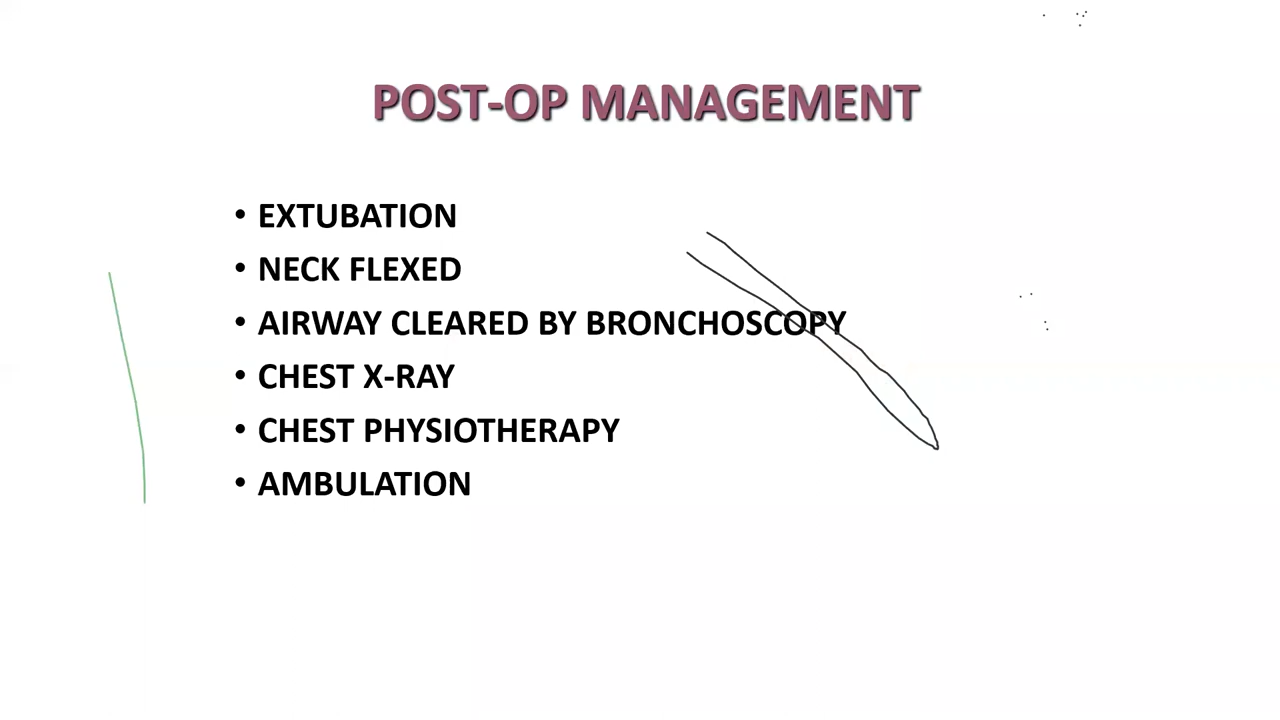 POST-OP MANAGEMENT
• EXTUBATION
• NECK FLEXED
• AIRWAY CLEARED BY BRONCHOSCOPY
• CHEST X-RAY
• CHEST PHYSIOTHERAPY
• AMBULATION